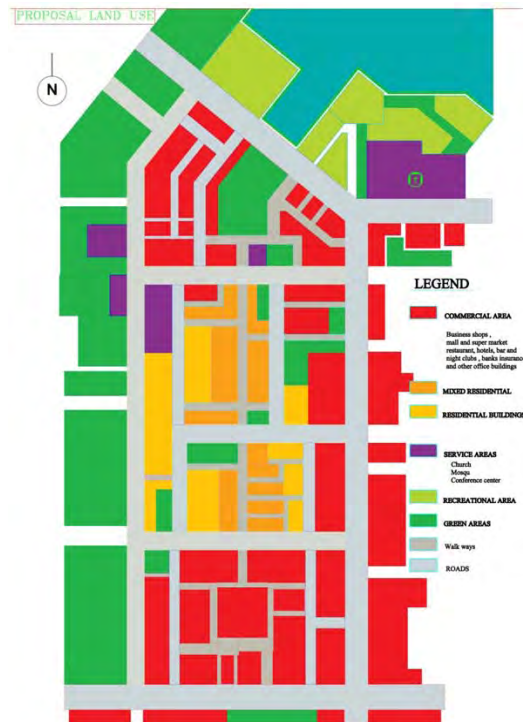 PROPOSAL LAND USE
N
LEGEND
COMMERCIAL AREA
Business shops ,
mall and super market
restaurant, hotels, bar and
night clubs , banks insuranc
and other office buildings
MIXED RESIDENTIAL
RESIDENTIAL BUILDINGS
SERVICE AREAS
Church
Mosqu
Conference center
RECREATIONAL AREA
GREEN AREAS
Walk ways
ROADS